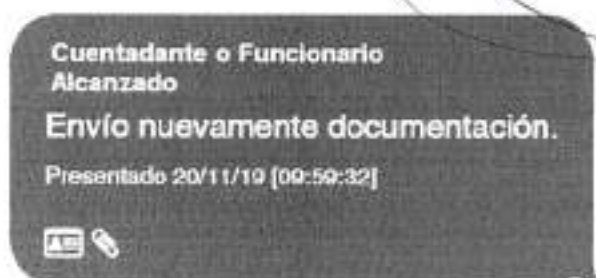 Cuentadante o Funcionario
Alcanzado
Envío nuevamente documentación.
Presentado 20/11/19 [09:59:32]